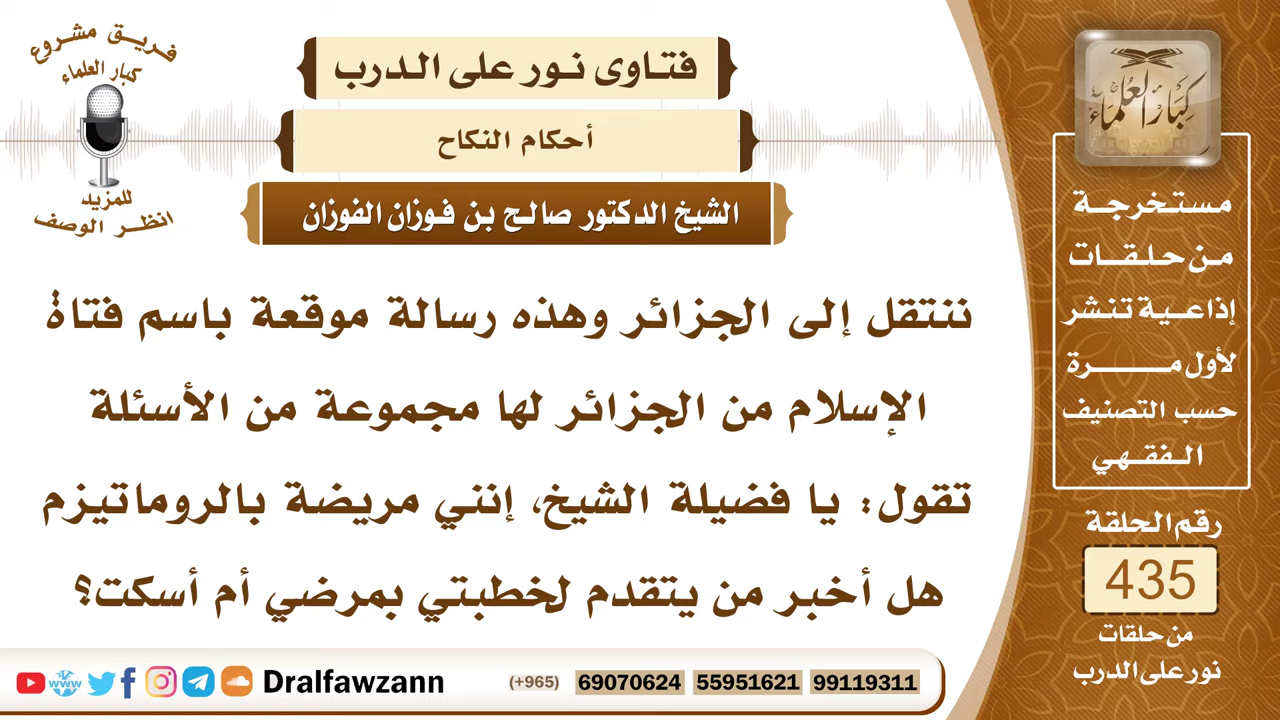 فريق مشروع
كبار العلماء
للمزيد
انظر الوصف
فتاوى نور على الدرب
أحكام النكاح
الشيخ الدكتور صالح بن فوزان الفوزان
ننتقل إلى الجزائر وهذه رسالة موقعة باسم فتاة
الإسلام من الجزائر لها مجموعة من الأسئلة
تقول: يا فضيلة الشيخ، إنني مريضة بالروماتيزم
هل أخبر من يتقدم لخطبتي بمرضي أم أسكت؟
كبار العلماء
مستخرجة
من حلقات
إذاعية تنشر
لأول مرة
حسب التصنيف
الفقهي
رقم الحلقة
435
من حلقات
نور على الدرب
www Dralfawzann (+965) 69070624 55951621 99119311